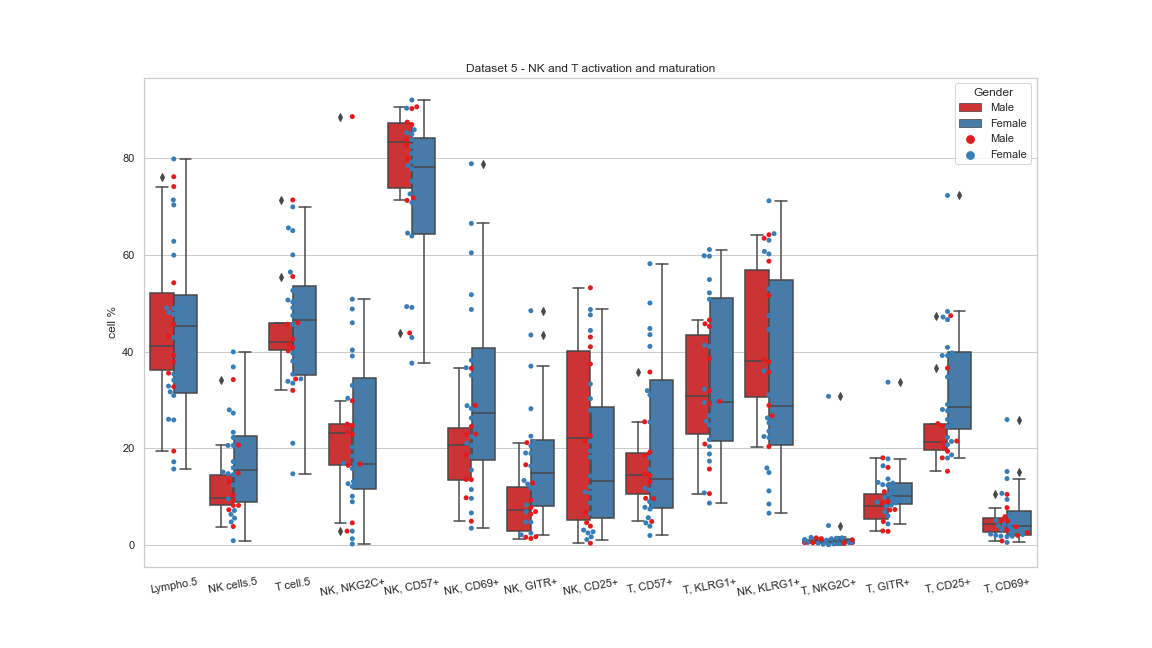 Dataset 5 - NK and T activation and maturation
Gender
Male
Female
Male
Female
cell %
80
60
40
20
0
Lympho.5
NK cells.5
T cell.5
NK, NKG2C+
NK, CD57+
NK, CD69+
NK, GITR+
NK, CD25+
T, CD57+
T, KLRG1+
NK, KLRG1+
T, NKG2C+
T, GITR+
T, CD25+
T, CD69+